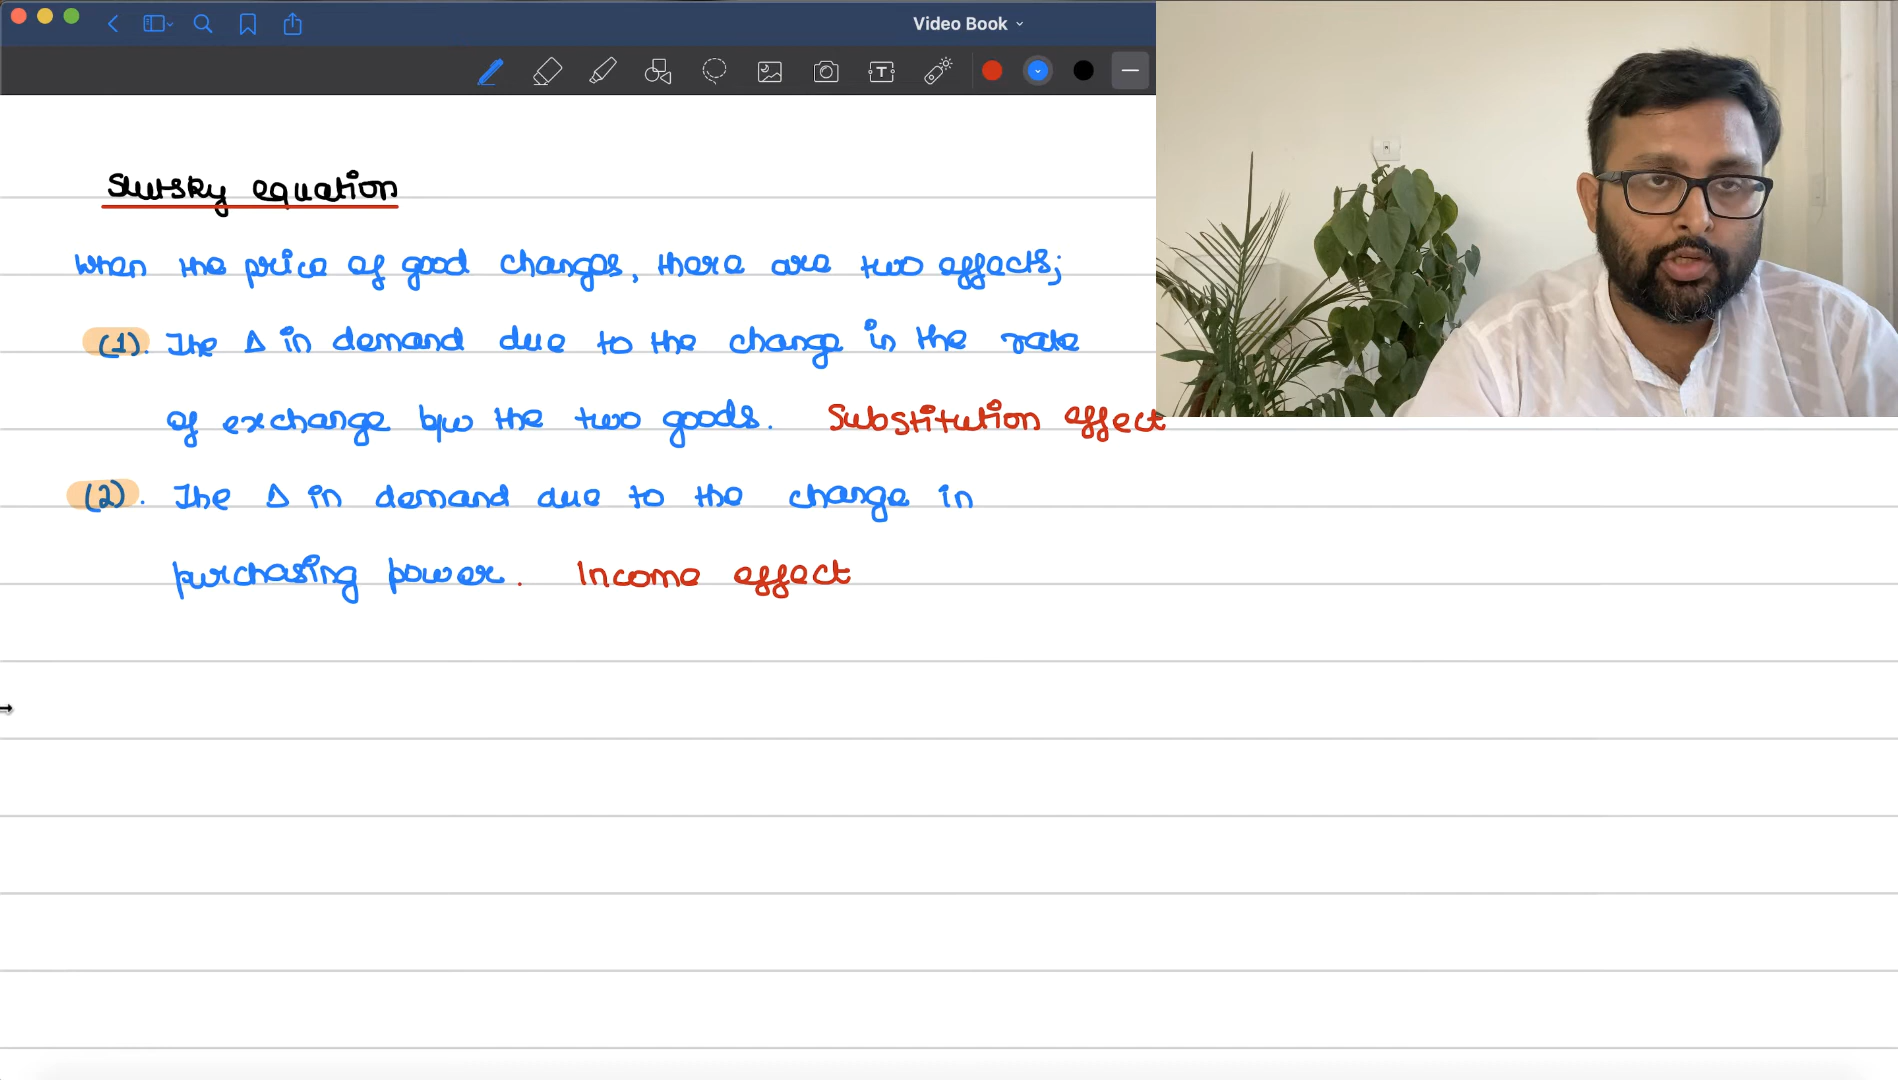 Video Book
Slutsky equation
When the price of good changes, there are two effects;
(1). The Δ in demand due to the change in the rate
of exchange b/w the two goods. Substitution effect
(2). The Δ in demand due to the change in
purchasing power. Income effect